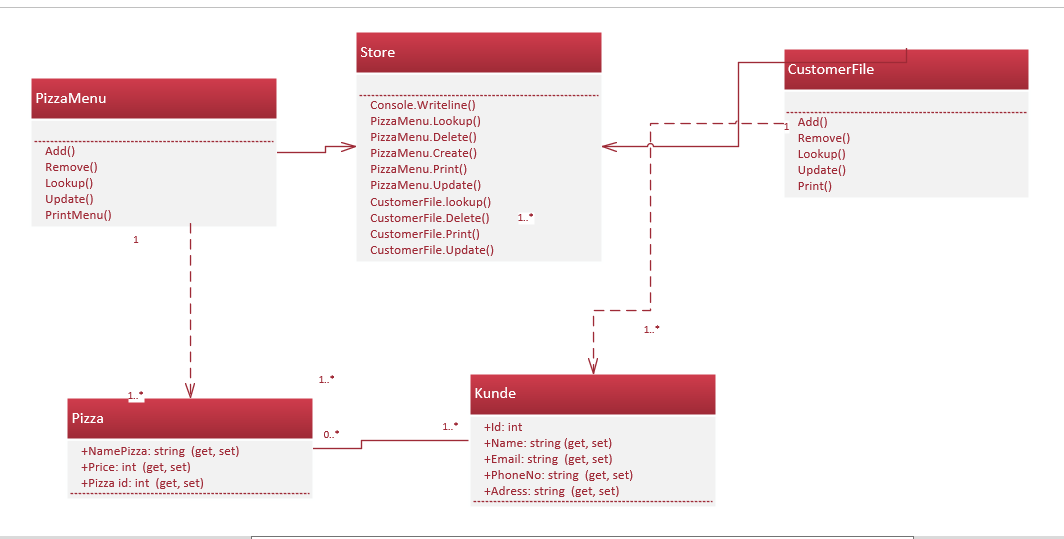 PizzaMenu
Add()
Remove()
Lookup()
Update()
PrintMenu()
1
Store
Console.Writeline()
PizzaMenu.Lookup()
PizzaMenu.Delete()
PizzaMenu.Create()
PizzaMenu.Print()
PizzaMenu.Update()
CustomerFile.lookup()
CustomerFile.Delete()
1..*
CustomerFile.Print()
CustomerFile.Update()
CustomerFile
1
Add()
Remove()
Lookup()
Update()
Print()
1..*
1..*
1..*
Pizza
+NamePizza: string (get, set)
+Price: int (get, set)
+Pizza id: int (get, set)
0..*
1..*
Kunde
+Id: int
+Name: string (get, set)
+Email: string (get, set)
+PhoneNo: string (get, set)
+Adress: string (get, set)